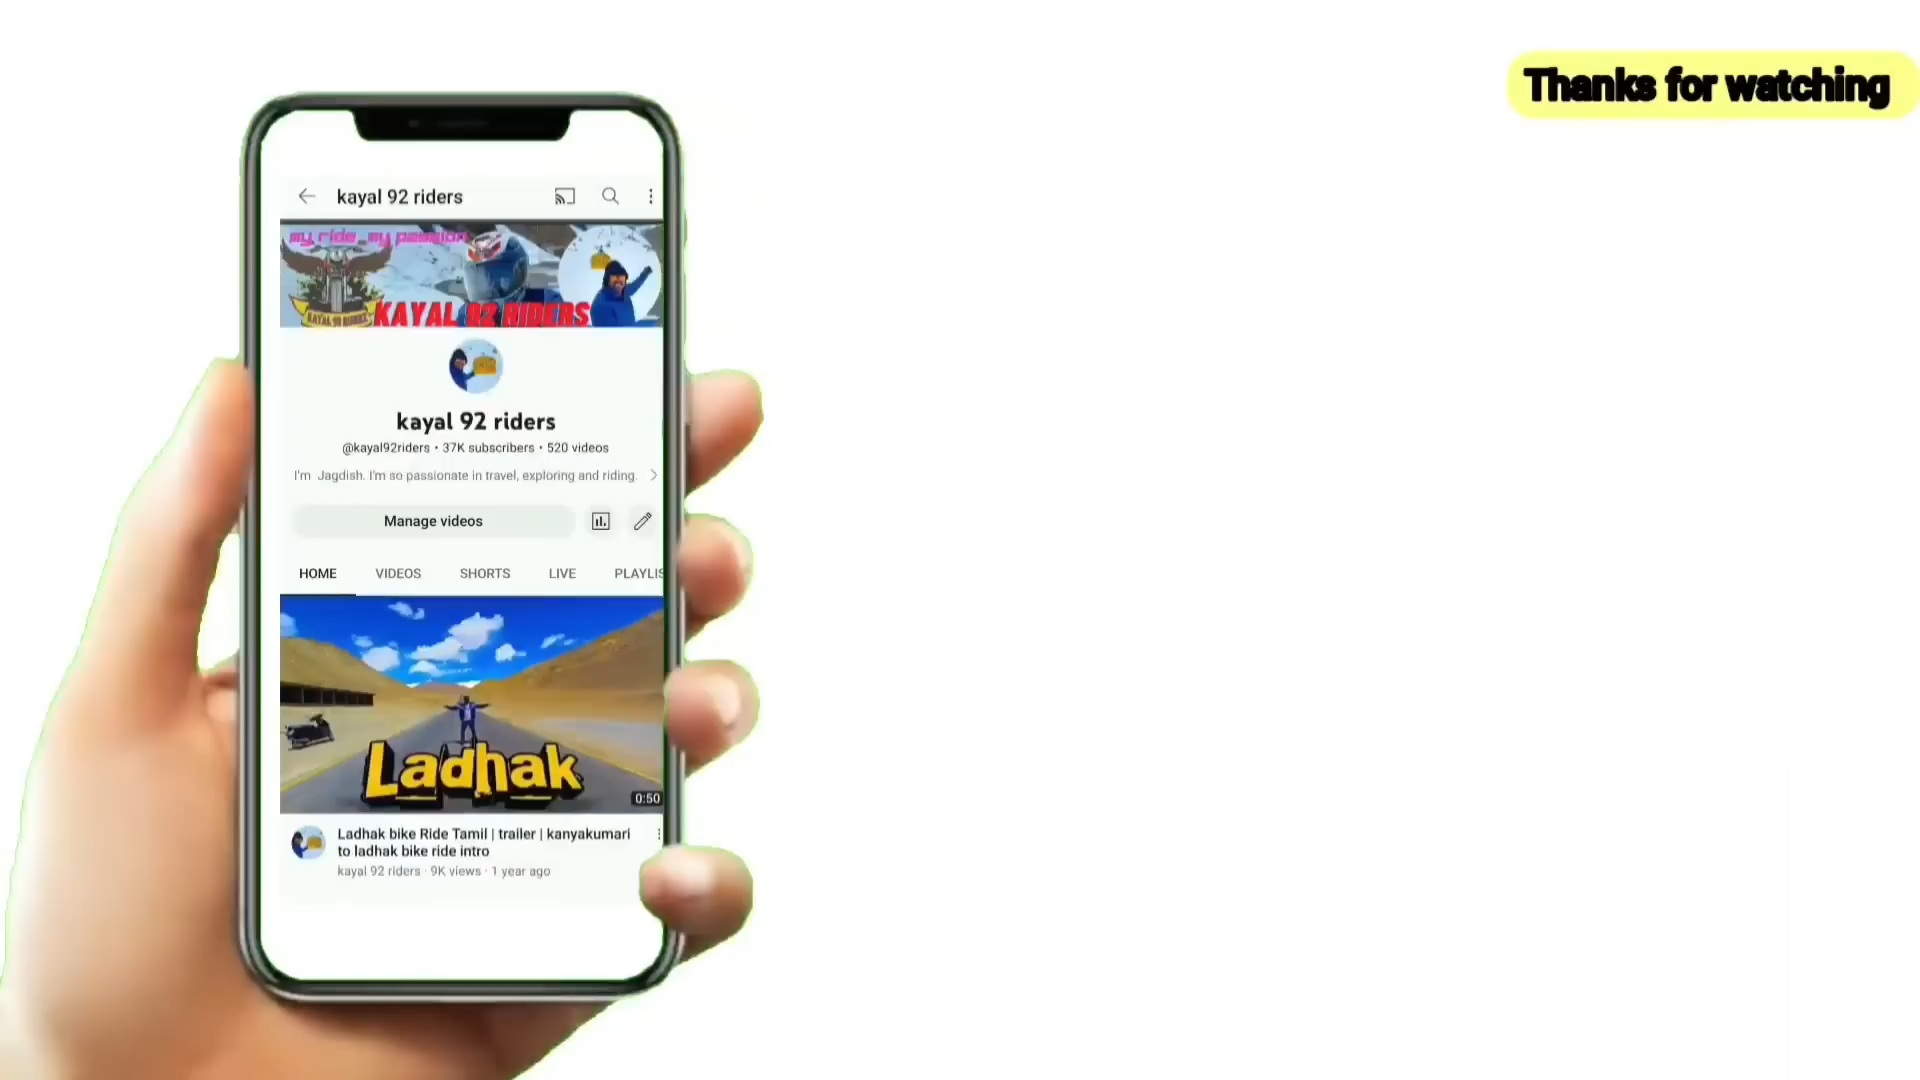 Thanks for watching
kayal 92 riders
my ride my passion
KAYAL 92 RIDERS
KAYAL 92 RIDERS
kayal 92 riders
@kayal92riders • 37K subscribers • 520 videos
I'm Jagdish. I'm so passionate in travel, exploring and riding.
Manage videos
HOME VIDEOS SHORTS LIVE PLAYLIS
Ladhak
0:50
Ladhak bike Ride Tamil | trailer | kanyakumari
to ladhak bike ride intro
kayal 92 riders · 9K views · 1 year ago